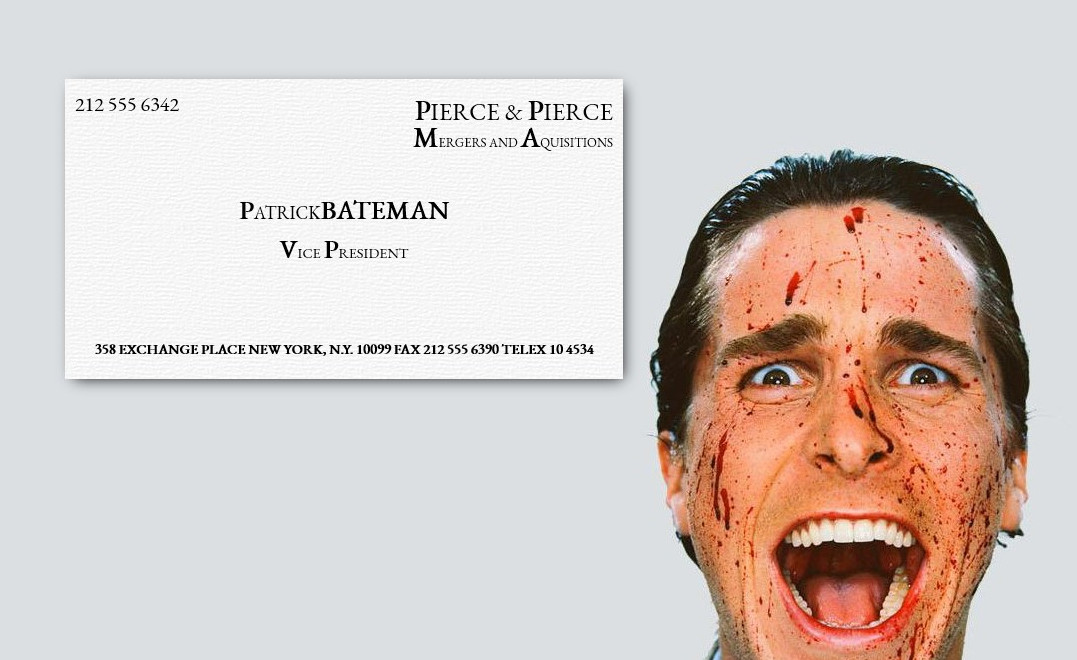 212 555 6342
PIERCE & PIERCE
MERGERS AND AQUISITIONS
PATRICKBATEMAN
VICE PRESIDENT
358 EXCHANGE PLACE NEW YORK, N.Y. 10099 FAX 212 555 6390 TELEX 10 4534